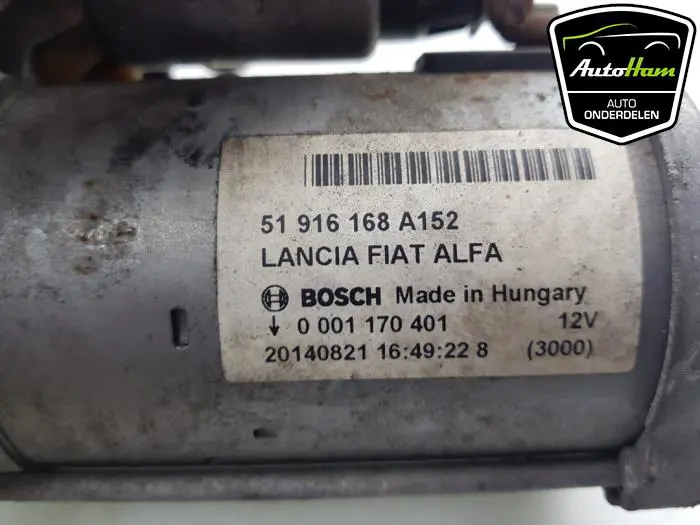 AutoHam
AUTO
ONDERDELEN
51 916 168 A152
LANCIA FIAT ALFA
BOSCH Made in Hungary
↓ 0 001 170 401 12V
20140821 16:49:22 8 (3000)